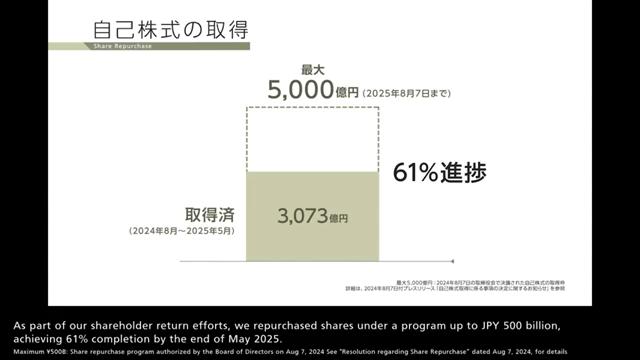 自己株式の取得
Share Repurchase
最大
5,000億円 (2025年8月7日まで)
61%進捗
取得済
(2024年8月～2025年5月)
3,073億円
最大5,000億円：2024年8月7日の取締役会で決議された自己株式の取得枠
詳細は、2024年8月7日付プレスリリース「自己株式取得に係る事項の決定に関するお知らせ」を参照
As part of our shareholder return efforts, we repurchased shares under a program up to JPY 500 billion,
achieving 61% completion by the end of May 2025.
Maximum ¥500B: Share repurchase program authorized by the Board of Directors on Aug 7, 2024 See "Resolution regarding Share Repurchase" dated Aug 7, 2024, for details